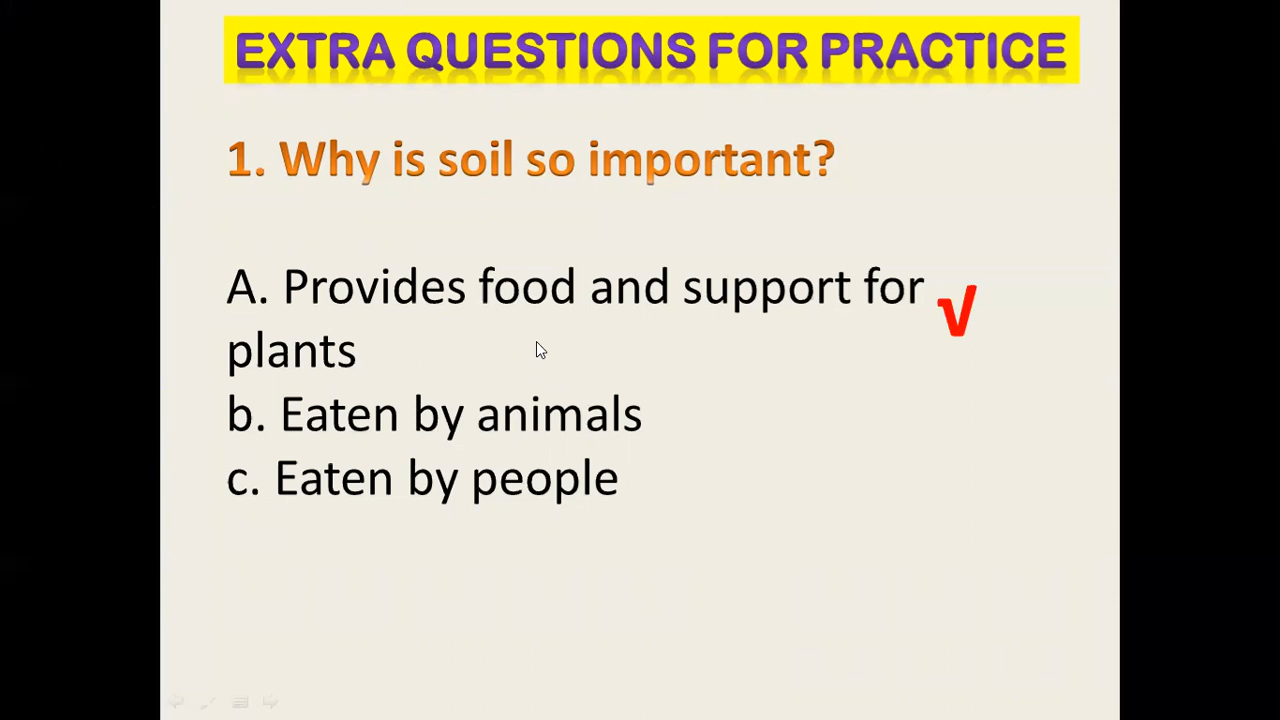 EXTRA QUESTIONS FOR PRACTICE
1. Why is soil so important?
A. Provides food and support for √
plants
b. Eaten by animals
c. Eaten by people